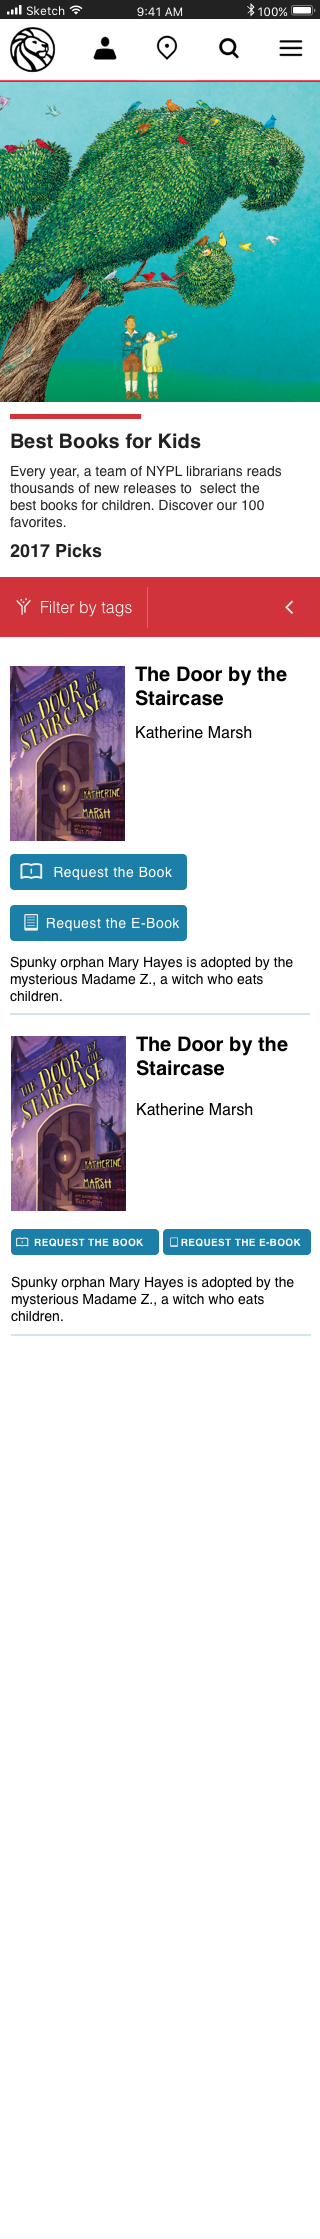 Sketch 9:41 AM 100%
Best Books for Kids
Every year, a team of NYPL librarians reads
thousands of new releases to  select the
best books for children. Discover our 100
favorites.
2017 Picks
Filter by tags
THE DOOR BY THE STAIRCASE
KATHERINE
MARSH
The Door by the
Staircase
Katherine Marsh
Request the Book
Request the E-Book
Spunky orphan Mary Hayes is adopted by the
mysterious Madame Z., a witch who eats
children.
THE DOOR BY THE STAIRCASE
KATHERINE
MARSH
The Door by the
Staircase
Katherine Marsh
REQUEST THE BOOK
REQUEST THE E-BOOK
Spunky orphan Mary Hayes is adopted by the
mysterious Madame Z., a witch who eats
children.